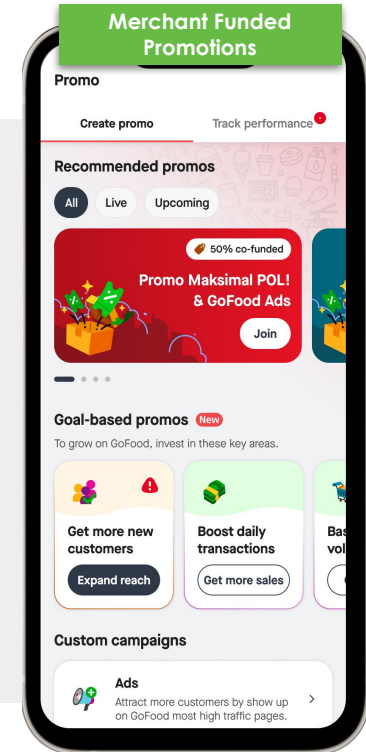 Merchant Funded
Promotions
Promo
Create promo
Track performance
Recommended promos
All
Live
Upcoming
50% co-funded
Promo Maksimal POL!
& GoFood Ads
Join
Goal-based promos
New
To grow on GoFood, invest in these key areas.
Get more new
customers
Expand reach
Boost daily
transactions
Get more sales
Custom campaigns
Ads
Attract more customers by show up
on GoFood most high traffic pages.